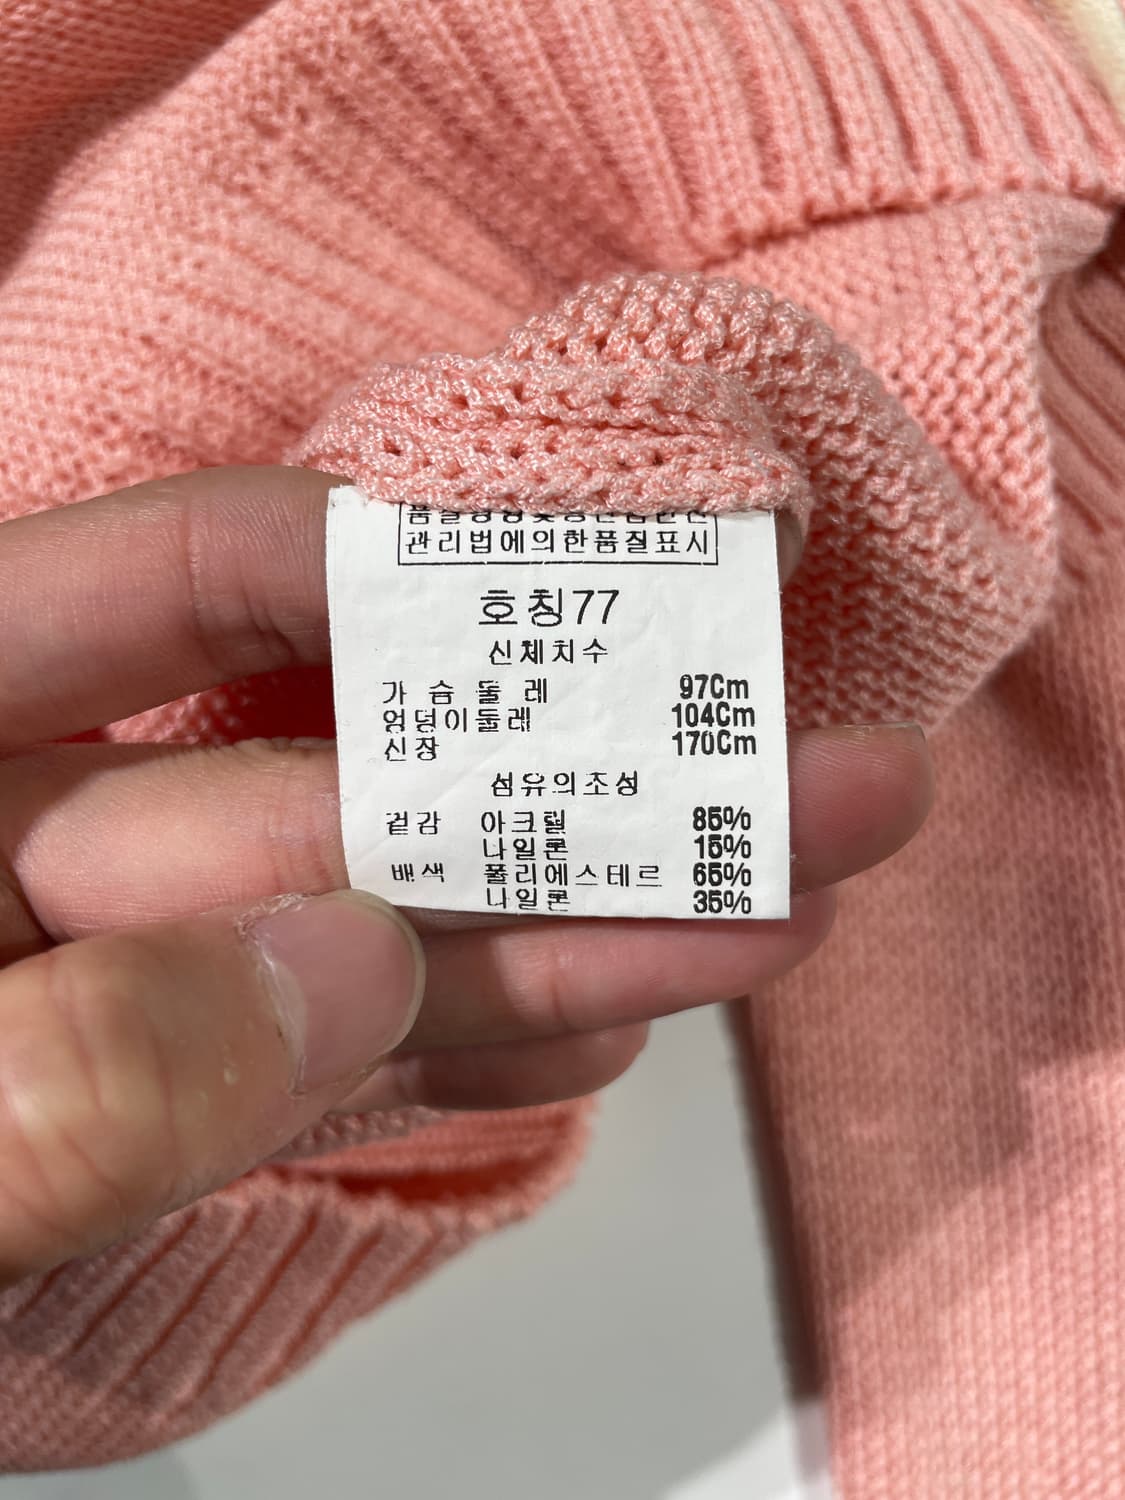 관리법에의한품질표시
호칭77
신체치수
가슴둘레 97Cm
엉덩이둘레 104Cm
신장 170Cm
섬유의조성
겉감 아크릴 85%
나일론 15%
배색 폴리에스테르 65%
나일론 35%